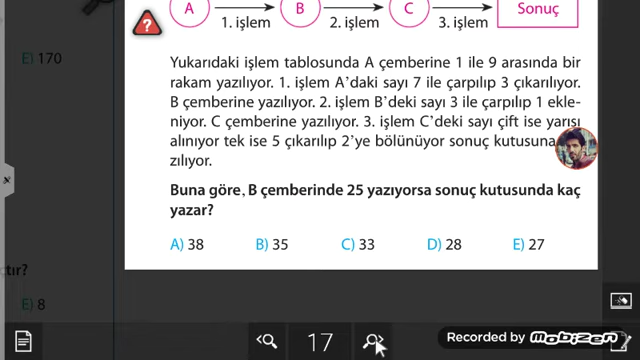 A
B
C
Sonuç
1. işlem
2. işlem
3. işlem
?
Yukarıdaki işlem tablosunda A çemberine 1 ile 9 arasında bir
rakam yazılıyor. 1. işlem A’daki sayı 7 ile çarpılıp 3 çıkarılıyor.
B çemberine yazılıyor. 2. işlem B’deki sayı 3 ile çarpılıp 1 ekle-
niyor. C çemberine yazılıyor. 3. işlem C’deki sayı çift ise yarısı
alınıyor tek ise 5 çıkarılıp 2’ye bölünüyor sonuç kutusuna
zılıyor.
Buna göre, B çemberinde 25 yazıyorsa sonuç kutusunda kaç
yazar?
A) 38
B) 35
C) 33
D) 28
E) 27
E) 170
x
çtır?
E) 8
17
Recorded by Mobizen